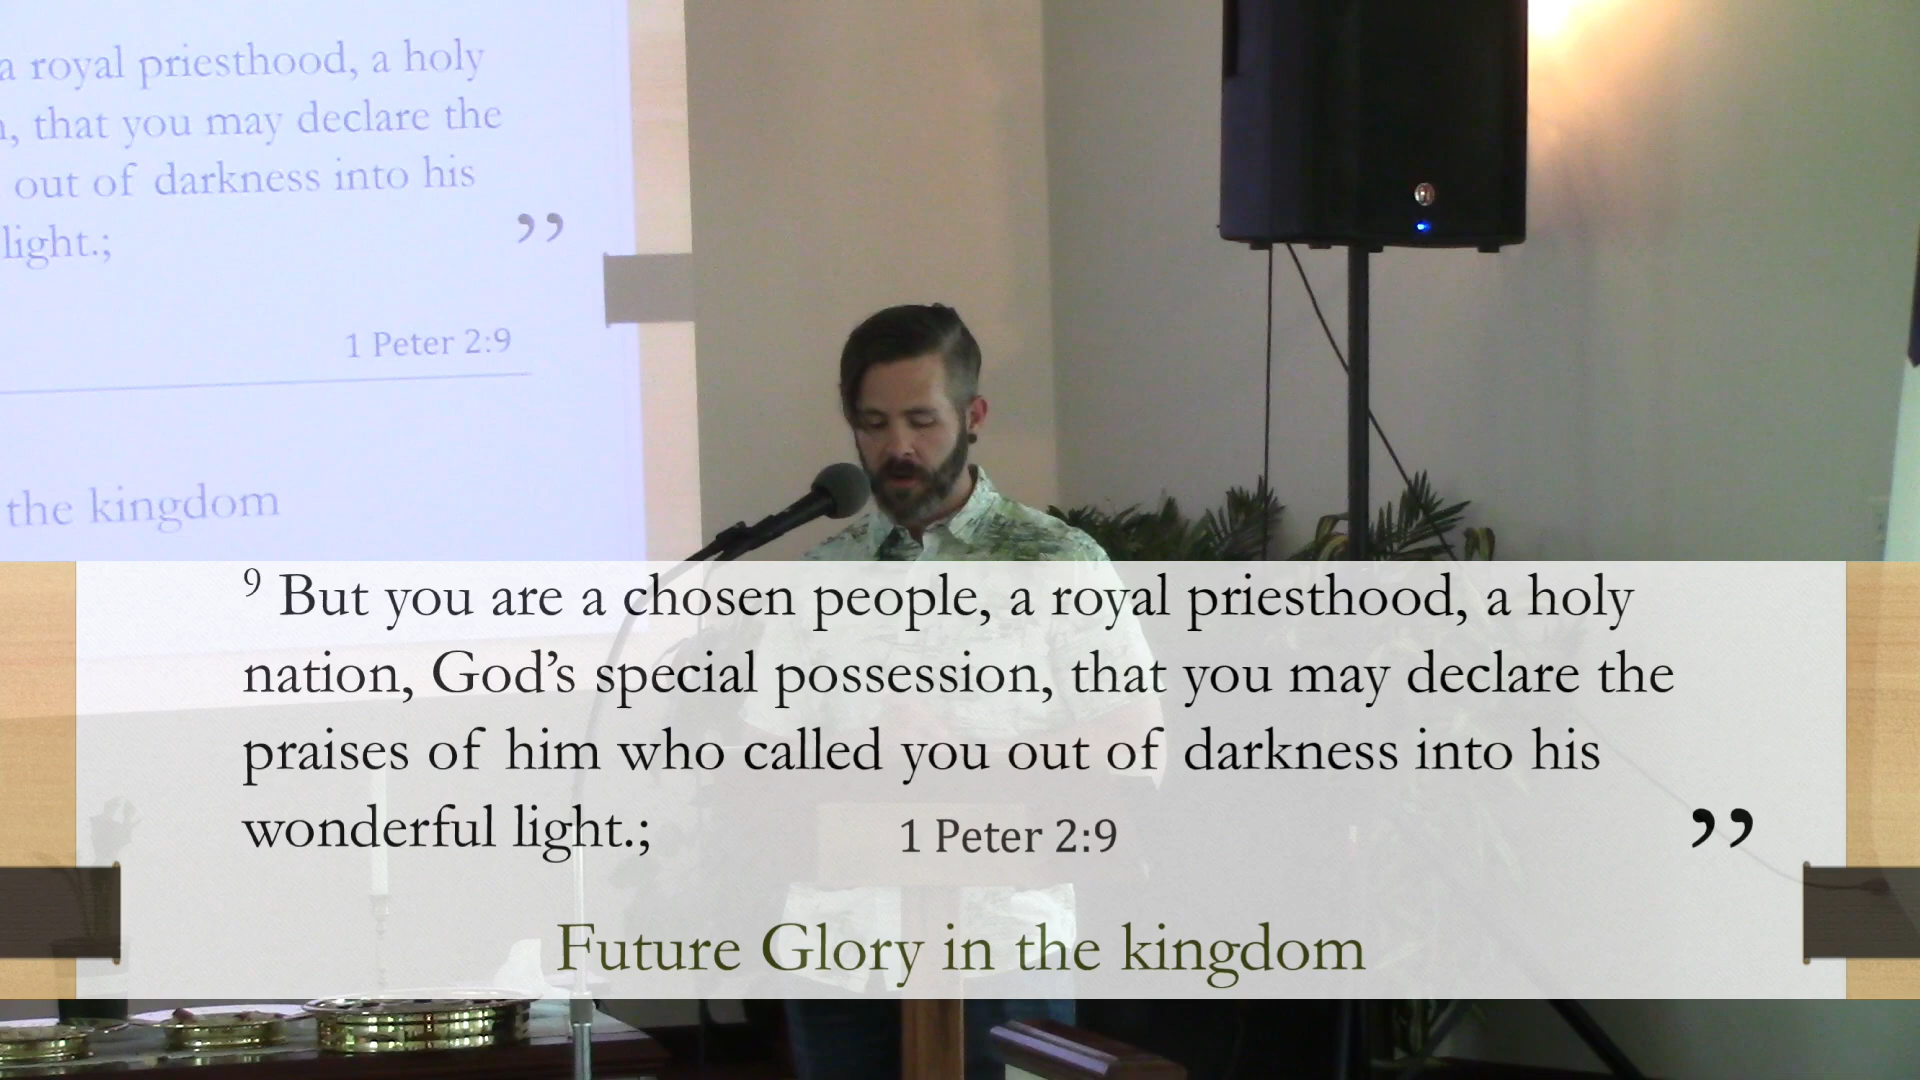 a royal priesthood, a holy
, that you may declare the
out of darkness into his
light.;
”
1 Peter 2:9
the kingdom
9 But you are a chosen people, a royal priesthood, a holy
nation, God’s special possession, that you may declare the
praises of him who called you out of darkness into his
wonderful light.; 1 Peter 2:9 ”
Future Glory in the kingdom